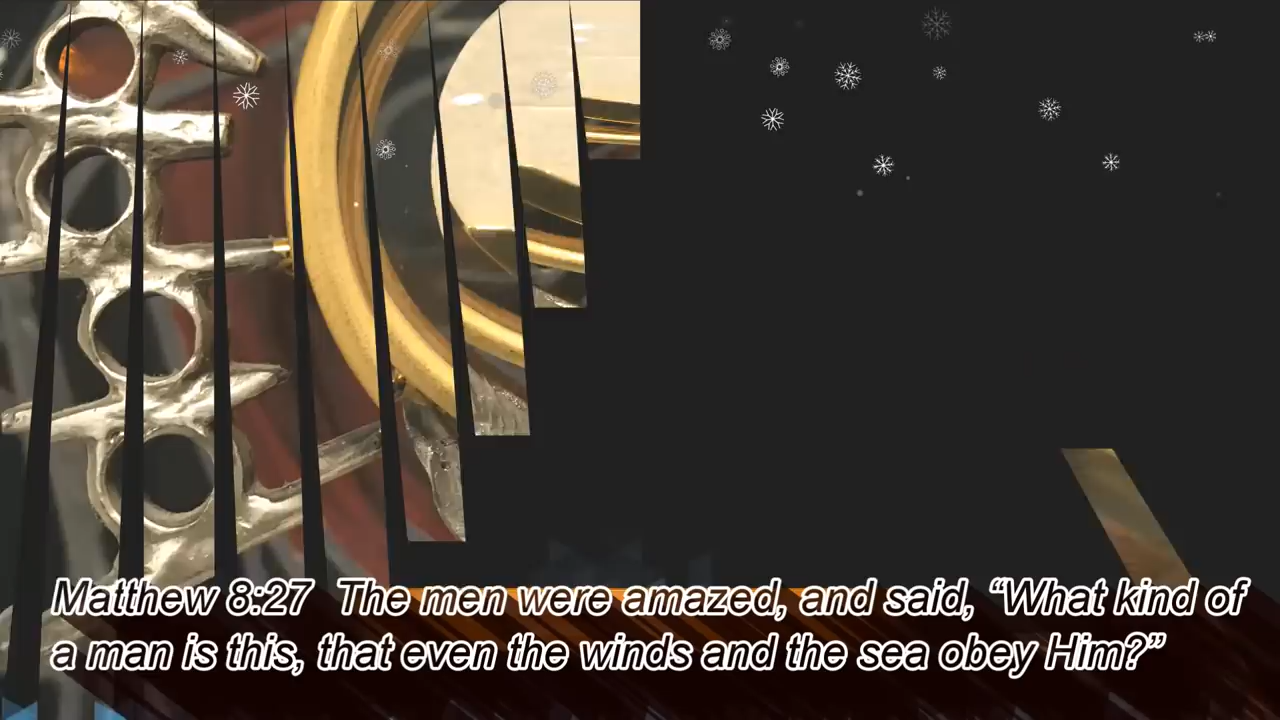 Matthew 8:27  The men were amazed, and said, “What kind of
a man is this, that even the winds and the sea obey Him?”